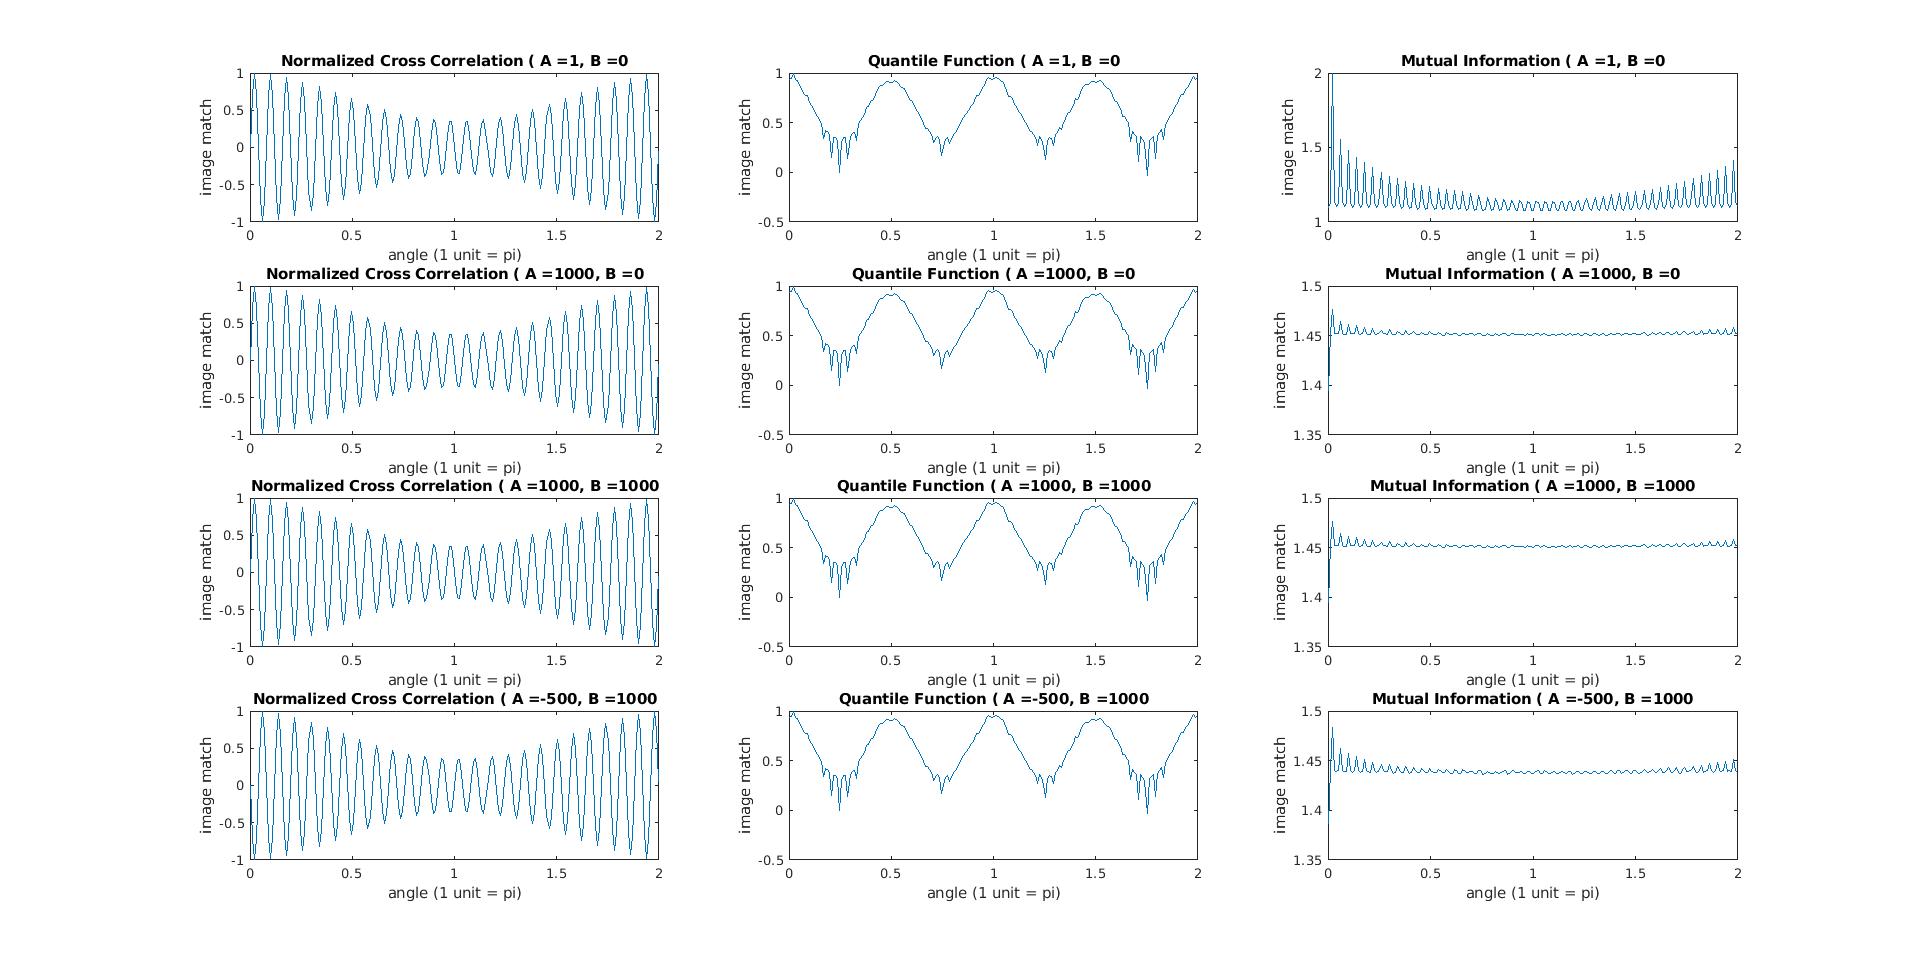 Normalized Cross Correlation ( A =1, B =0
1
0.5
0
-0.5
-1
image match
0 0.5 1 1.5 2
angle (1 unit = pi)
Quantile Function ( A =1, B =0
1
0.5
0
-0.5
image match
0 0.5 1 1.5 2
angle (1 unit = pi)
Mutual Information ( A =1, B =0
2
1.5
1
image match
0 0.5 1 1.5 2
angle (1 unit = pi)
Normalized Cross Correlation ( A =1000, B =0
1
0.5
0
-0.5
-1
image match
0 0.5 1 1.5 2
angle (1 unit = pi)
Quantile Function ( A =1000, B =0
1
0.5
0
-0.5
image match
0 0.5 1 1.5 2
angle (1 unit = pi)
Mutual Information ( A =1000, B =0
1.5
1.45
1.4
1.35
image match
0 0.5 1 1.5 2
angle (1 unit = pi)
Normalized Cross Correlation ( A =1000, B =1000
1
0.5
0
-0.5
-1
image match
0 0.5 1 1.5 2
angle (1 unit = pi)
Quantile Function ( A =1000, B =1000
1
0.5
0
-0.5
image match
0 0.5 1 1.5 2
angle (1 unit = pi)
Mutual Information ( A =1000, B =1000
1.5
1.45
1.4
1.35
image match
0 0.5 1 1.5 2
angle (1 unit = pi)
Normalized Cross Correlation ( A =-500, B =1000
1
0.5
0
-0.5
-1
image match
0 0.5 1 1.5 2
angle (1 unit = pi)
Quantile Function ( A =-500, B =1000
1
0.5
0
-0.5
image match
0 0.5 1 1.5 2
angle (1 unit = pi)
Mutual Information ( A =-500, B =1000
1.5
1.45
1.4
1.35
image match
0 0.5 1 1.5 2
angle (1 unit = pi)